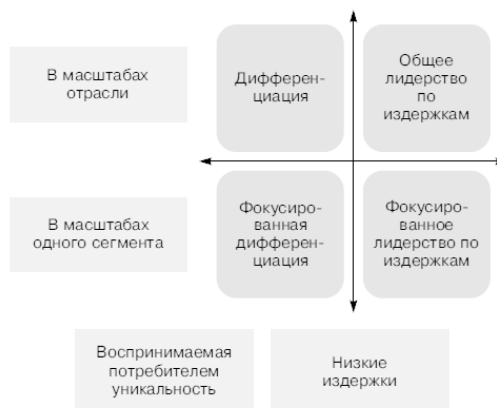 В масштабах
отрасли
Дифферен-
циация
Общее
лидерство
по
издержкам
В масштабах
одного сегмента
Фокусиро-
ванная
дифферен-
циация
Фокусиро-
ванное
лидерство по
издержкам
Воспринимаемая
потребителем
уникальность
Низкие
издержки